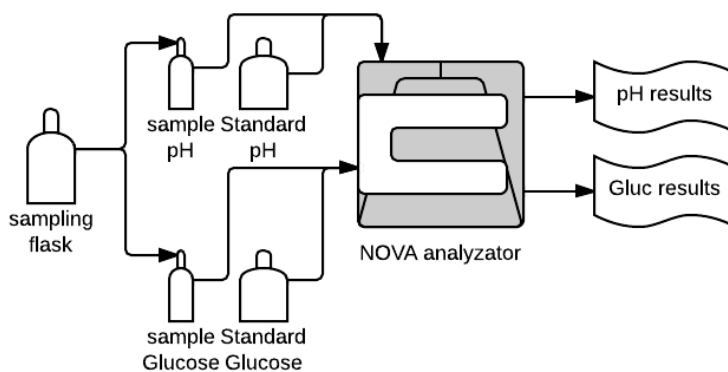 sample
pH
Standard
pH
pH results
sampling
flask
Gluc results
NOVA analyzator
sample
Glucose
Standard
Glucose